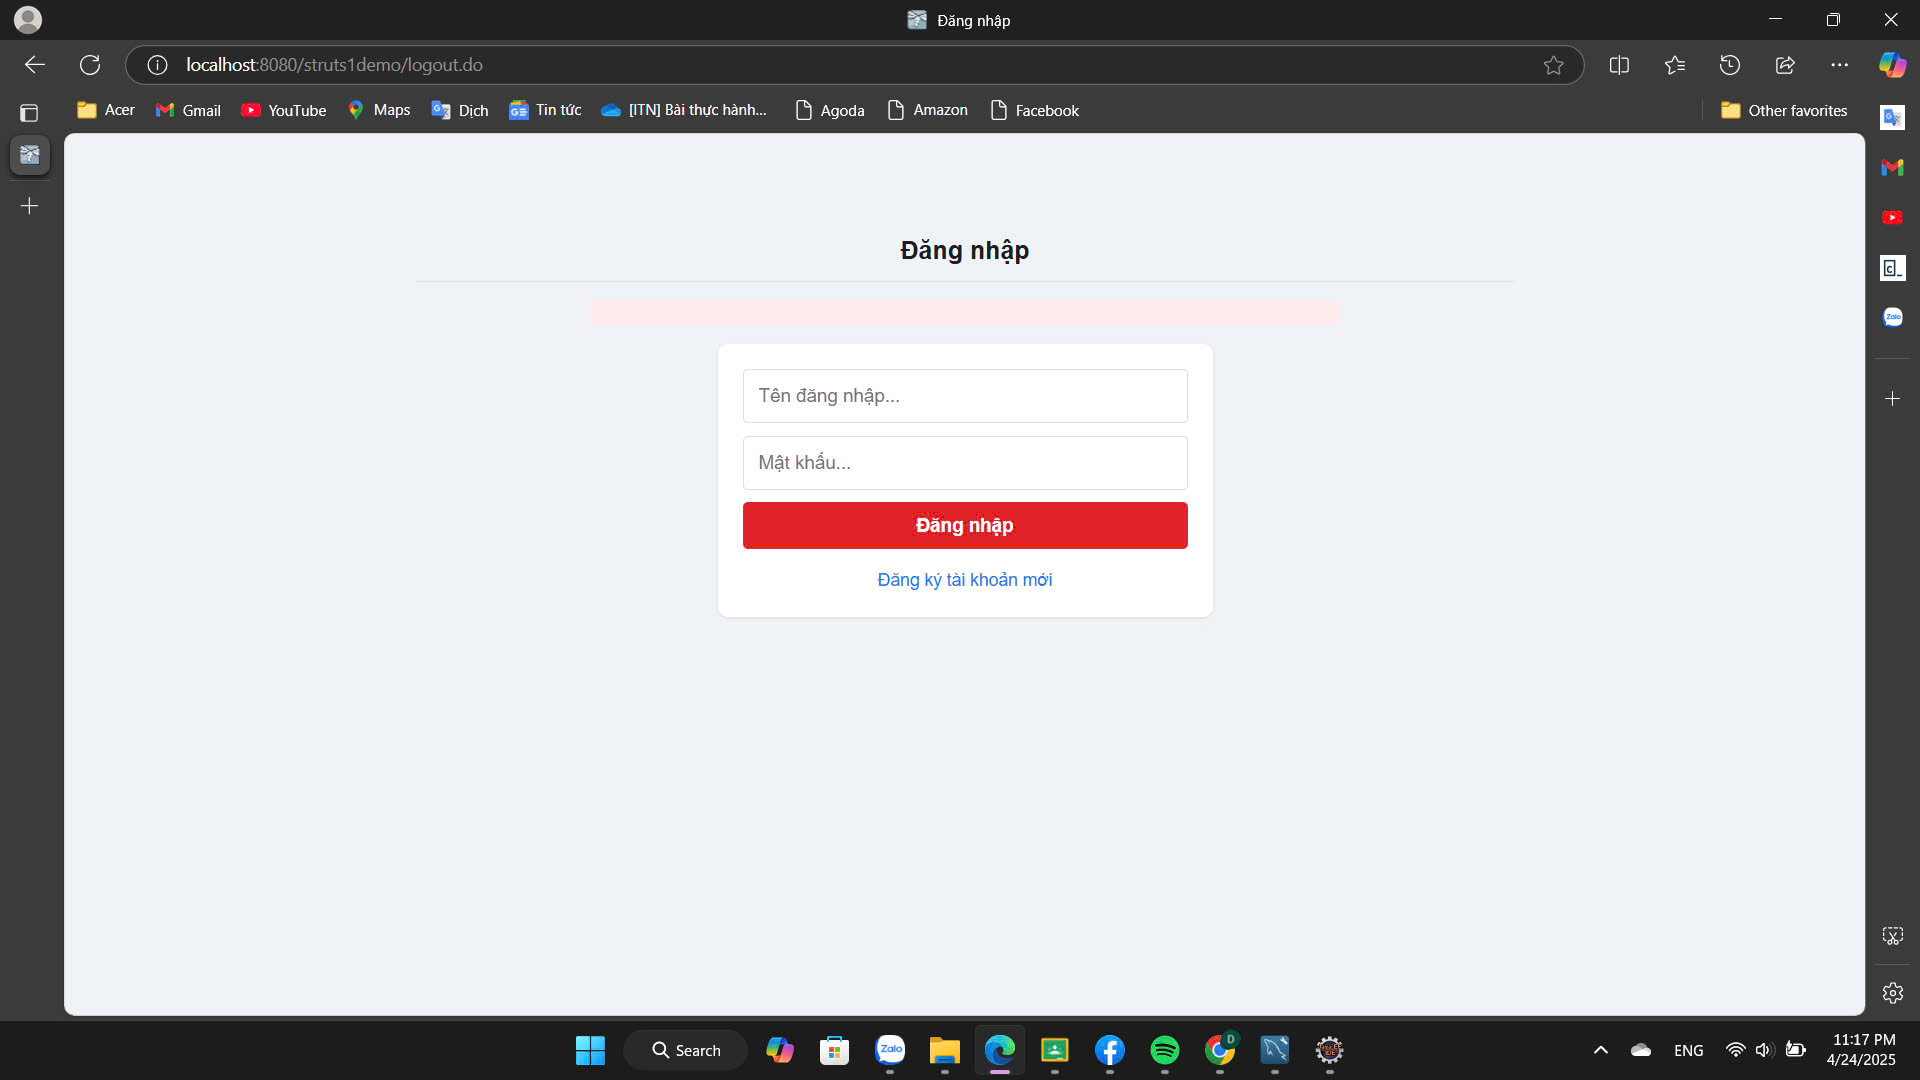 Đăng nhập
localhost:8080/struts1demo/logout.do
Acer
Gmail
YouTube
Maps
Dịch
Tin tức
[ITN] Bài thực hành...
Agoda
Amazon
Facebook
Other favorites
Đăng nhập
Tên đăng nhập...
Mật khẩu...
Đăng nhập
Đăng ký tài khoản mới
Zalo
Search
Zalo
D
ENG
11:17 PM
4/24/2025